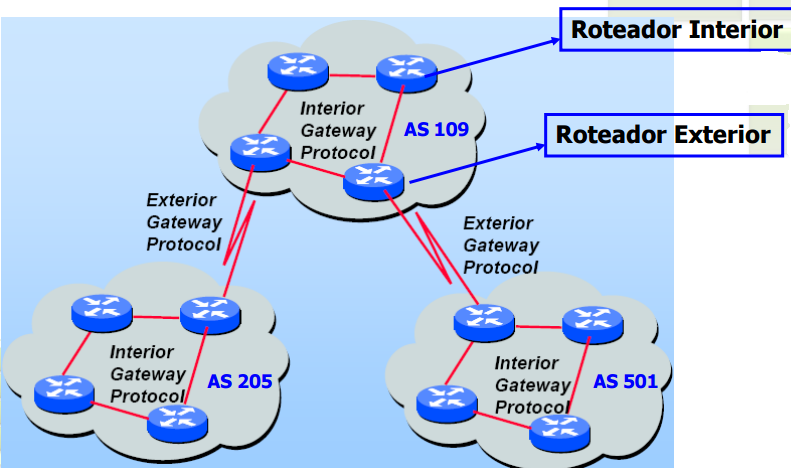 Roteador Interior
Interior
Gateway
Protocol
AS 109
Roteador Exterior
Exterior
Gateway
Protocol
Exterior
Gateway
Protocol
Interior
Gateway
Protocol
AS 205
Interior
Gateway
Protocol
AS 501